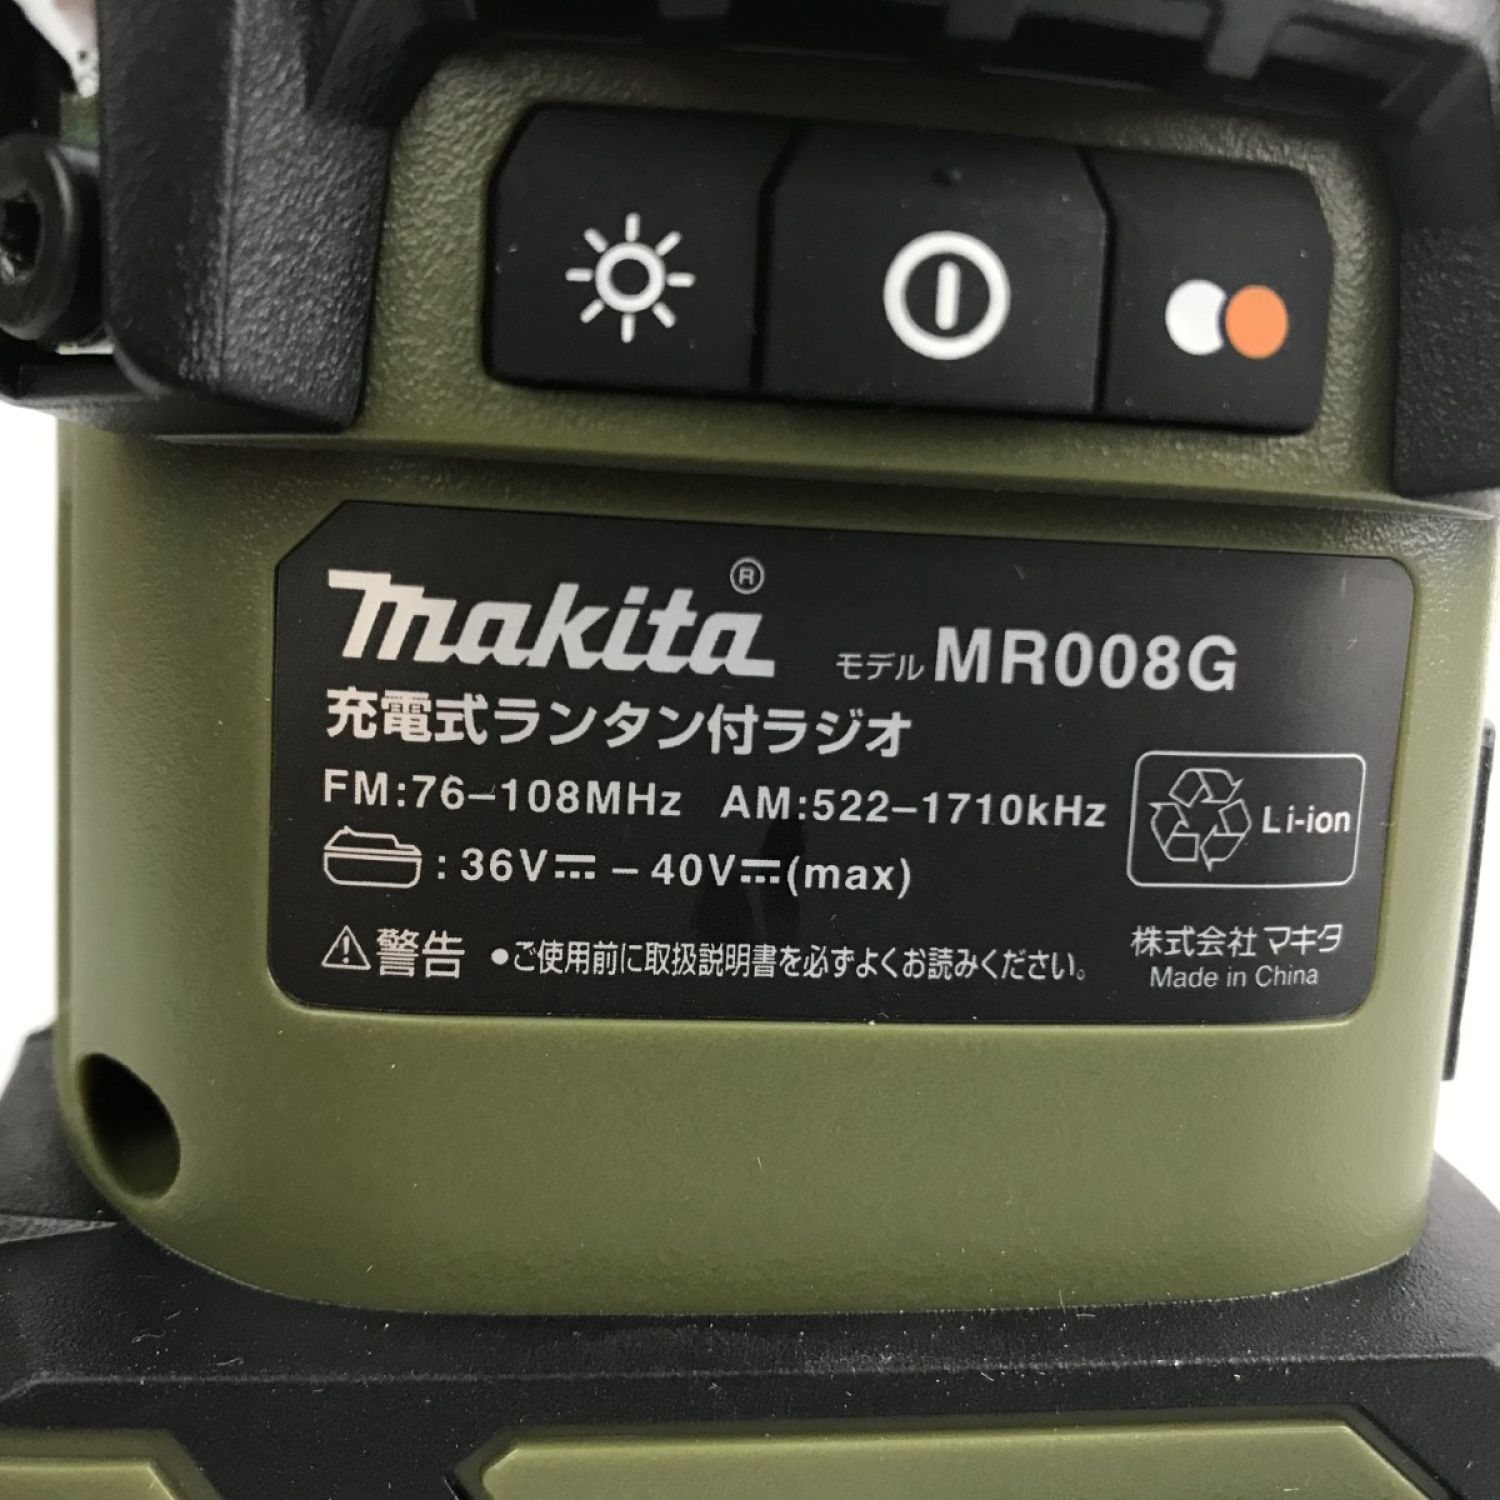 makita® モデル MR008G
充電式ランタン付ラジオ
FM:76–108MHz AM:522–1710kHz
:36V⎓ – 40V⎓(max)
Li-ion
⚠警告 ●ご使用前に取扱説明書を必ずよくお読みください。
株式会社マキタ
Made in China